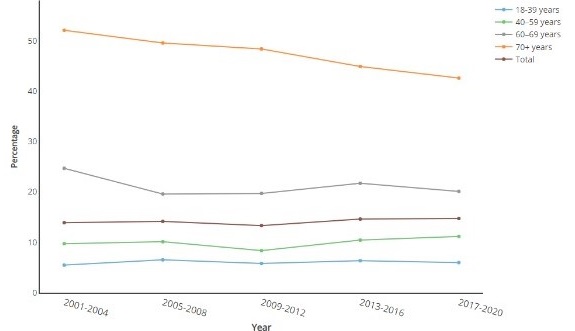 18-39 years
40–59 years
60–69 years
70+ years
Total
50
40
30
20
10
0
Percentage
2001-2004
2005-2008
2009-2012
2013-2016
2017-2020
Year